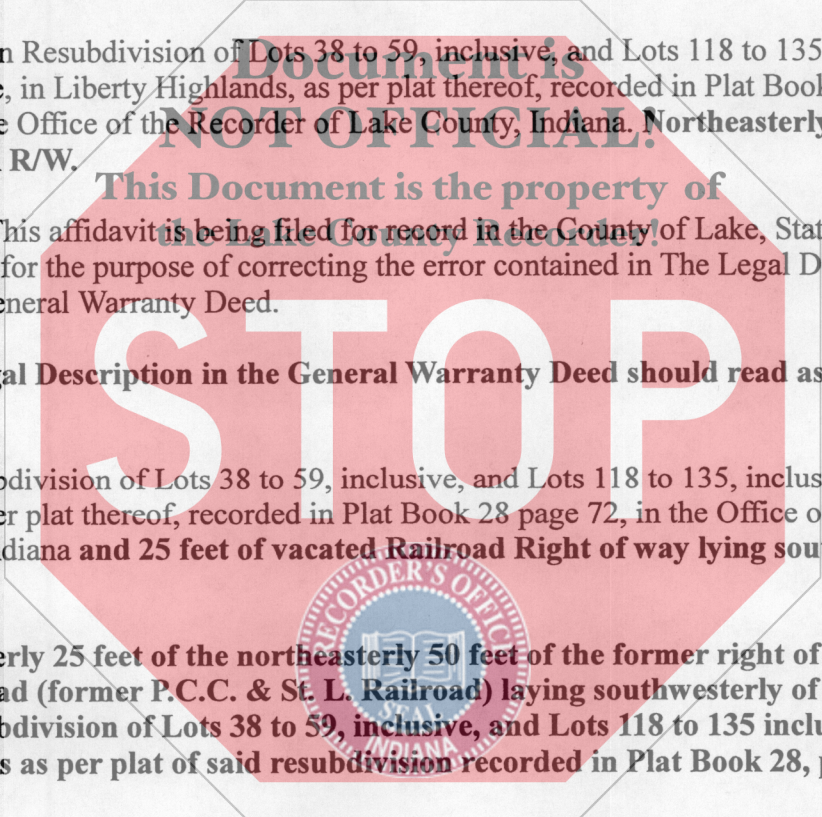 n Resubdivision of Lots 38 to 59, inclusive, and Lots 118 to 135
Document is
e, in Liberty Highlands, as per plat thereof, recorded in Plat Book
e Office of the Recorder of Lake County, Indiana. Northeasterly
NOT OFFICIAL!
R/W.
This Document is the property of
the Lake County Recorder!
This affidavit is being filed for record in the County of Lake, Stat
for the purpose of correcting the error contained in The Legal D
eneral Warranty Deed.
STOP
gal Description in the General Warranty Deed should read as
bdivision of Lots 38 to 59, inclusive, and Lots 118 to 135, inclus
er plat thereof, recorded in Plat Book 28 page 72, in the Office o
diana and 25 feet of vacated Railroad Right of way lying sou
RECORDER'S OFFIC
erly 25 feet of the northeasterly 50 feet of the former right of
ad (former P.C.C. & St. L. Railroad) laying southwesterly of
SEAL
bdivision of Lots 38 to 59, inclusive, and Lots 118 to 135 inclu
INDIANA
s as per plat of said resubdivision recorded in Plat Book 28, p